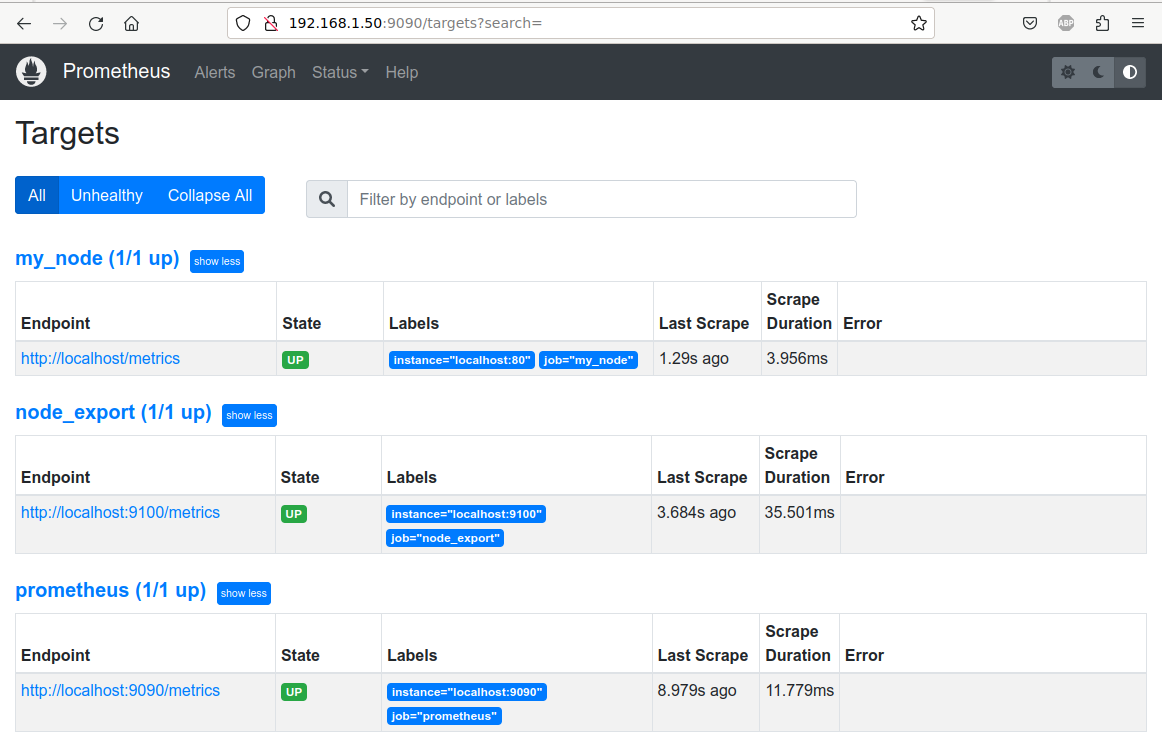 192.168.1.50:9090/targets?search=
ABP
Prometheus Alerts Graph Status Help
Targets
All Unhealthy Collapse All Filter by endpoint or labels
my_node (1/1 up) show less
Endpoint State Labels Last Scrape Scrape Duration Error
http://localhost/metrics UP instance="localhost:80" job="my_node" 1.29s ago 3.956ms
node_export (1/1 up) show less
Endpoint State Labels Last Scrape Scrape Duration Error
http://localhost:9100/metrics UP instance="localhost:9100" 3.684s ago 35.501ms
job="node_export"
prometheus (1/1 up) show less
Endpoint State Labels Last Scrape Scrape Duration Error
http://localhost:9090/metrics UP instance="localhost:9090" 8.979s ago 11.779ms
job="prometheus"